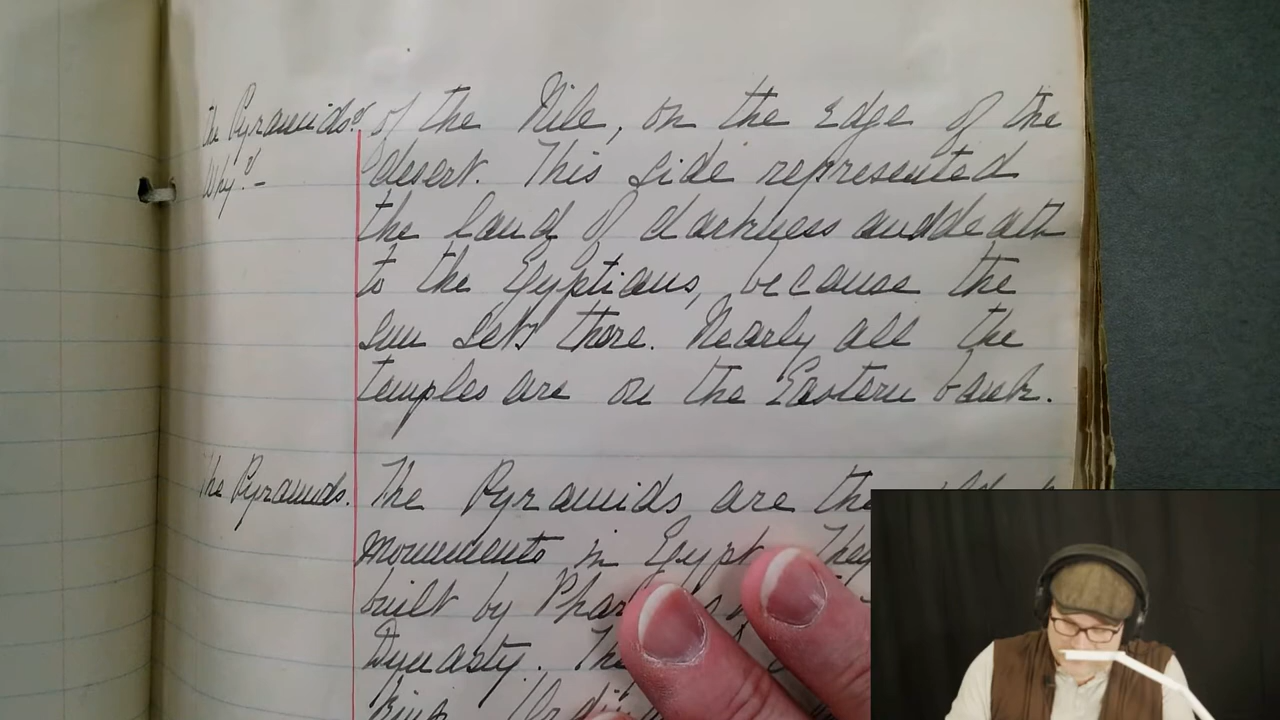 The Pyramids? of the Nile, on the Edge of the
Why?- desert. This side represented
the land of darkness and death
to the Egyptians, because the
sun sets there. Nearly all the
temples are on the Eastern bank.
The Pyramids. The Pyramids are the
monuments in Egypt. They
built by
Dynasty.